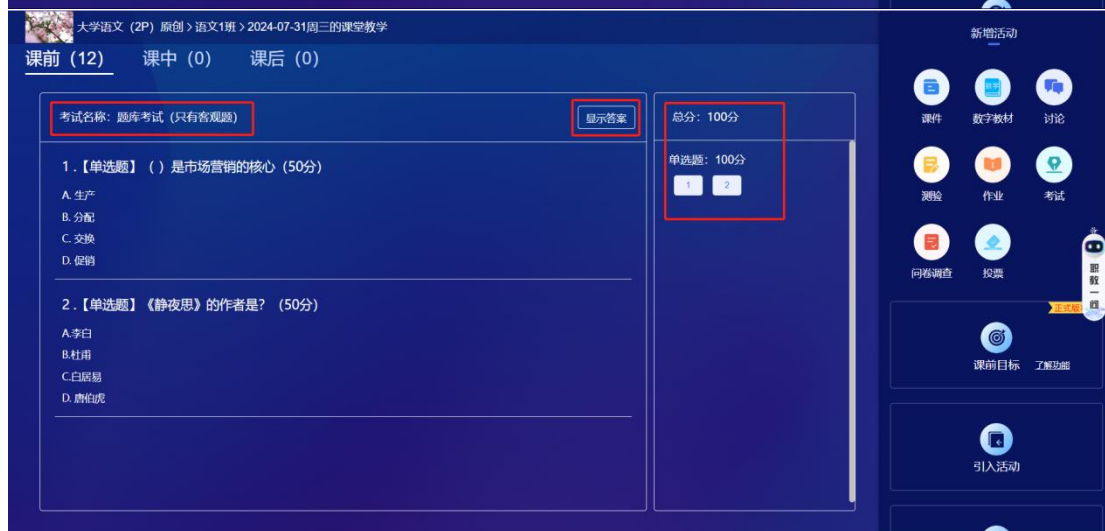 大学语文（2P）原创 > 语文1班 > 2024-07-31周三的课堂教学
课前（12） 课中（0） 课后（0）
考试名称：题库考试（只有客观题）
显示答案
1 .【单选题】（ ）是市场营销的核心（50分）
A. 生产
B. 分配
C. 交换
D. 促销
2 .【单选题】《静夜思》的作者是？（50分）
A.李白
B.杜甫
C.白居易
D. 唐伯虎
总分：100分
单选题：100分
1 2
新增活动
课件 数字教材 讨论
测验 作业 考试
问卷调查 投票
职教一问
正式版
课前目标 了解功能
引入活动